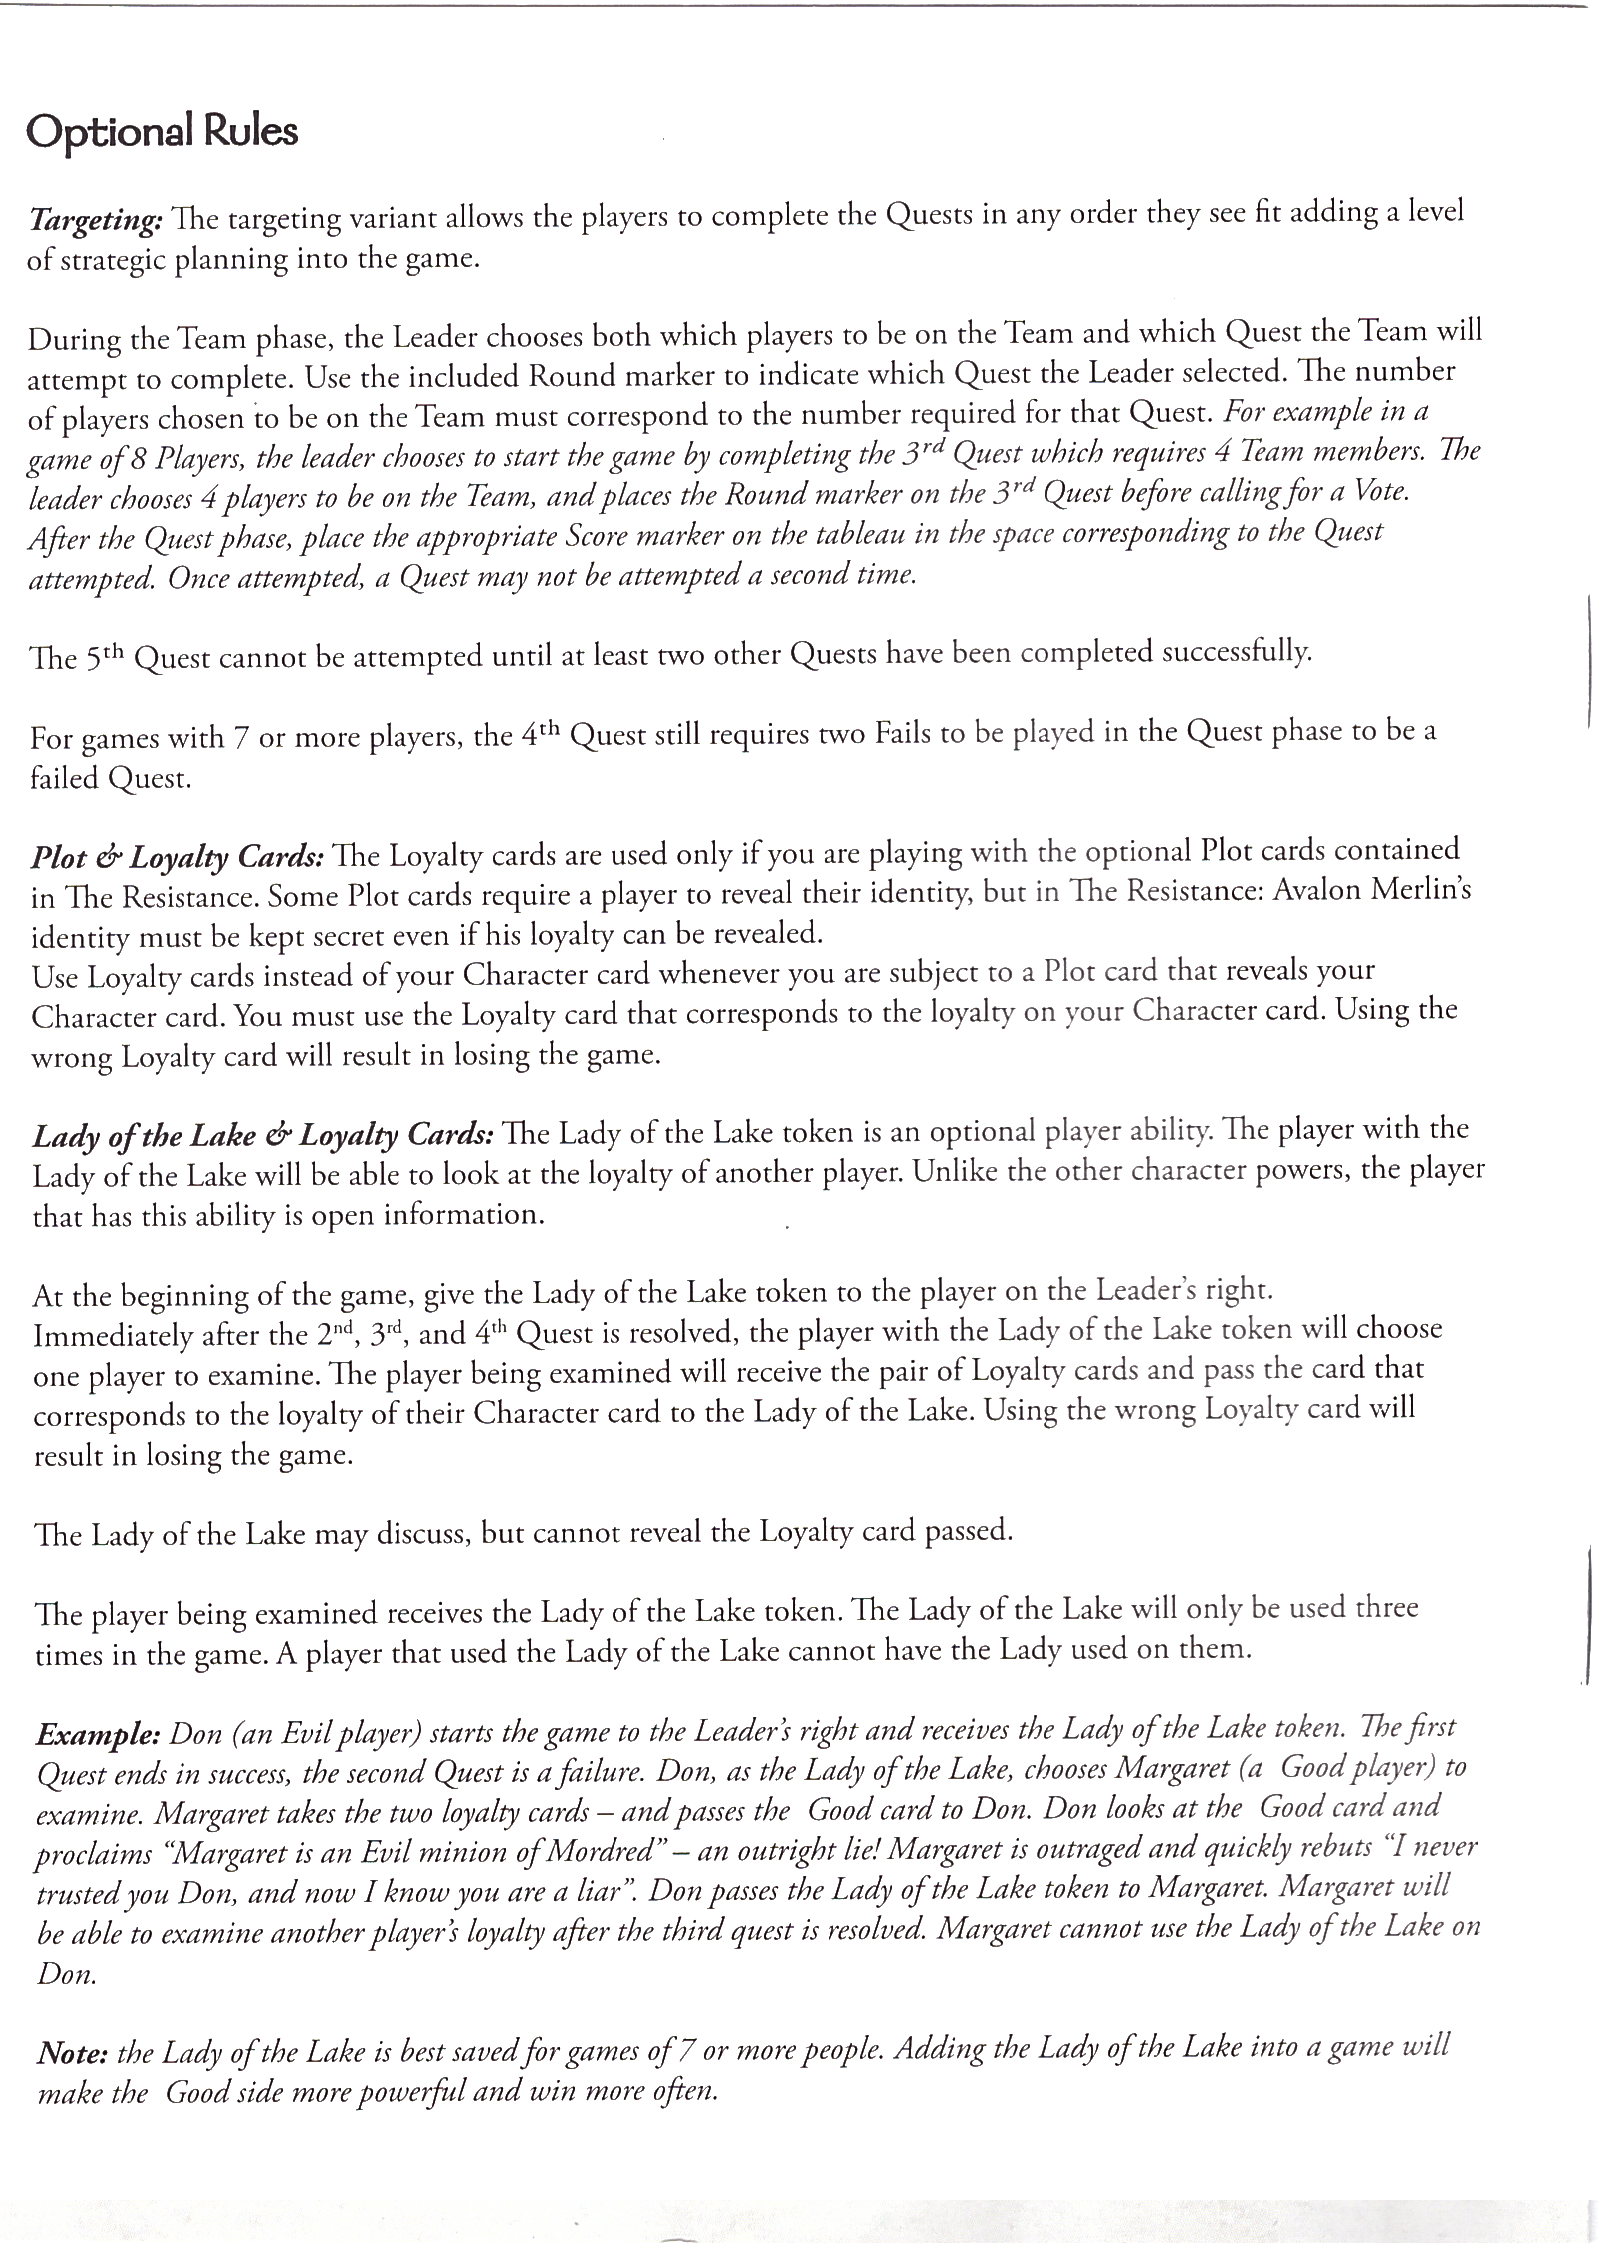 Optional Rules
Targeting: The targeting variant allows the players to complete the Quests in any order they see fit adding a level
of strategic planning into the game.
During the Team phase, the Leader chooses both which players to be on the Team and which Quest the Team will
attempt to complete. Use the included Round marker to indicate which Quest the Leader selected. The number
of players chosen to be on the Team must correspond to the number required for that Quest. For example in a
game of 8 Players, the leader chooses to start the game by completing the 3rd Quest which requires 4 Team members. The
leader chooses 4 players to be on the Team, and places the Round marker on the 3rd Quest before calling for a Vote.
After the Quest phase, place the appropriate Score marker on the tableau in the space corresponding to the Quest
attempted. Once attempted, a Quest may not be attempted a second time.
The 5th Quest cannot be attempted until at least two other Quests have been completed successfully.
For games with 7 or more players, the 4th Quest still requires two Fails to be played in the Quest phase to be a
failed Quest.
Plot & Loyalty Cards: The Loyalty cards are used only if you are playing with the optional Plot cards contained
in The Resistance. Some Plot cards require a player to reveal their identity, but in The Resistance: Avalon Merlin's
identity must be kept secret even if his loyalty can be revealed.
Use Loyalty cards instead of your Character card whenever you are subject to a Plot card that reveals your
Character card. You must use the Loyalty card that corresponds to the loyalty on your Character card. Using the
wrong Loyalty card will result in losing the game.
Lady of the Lake & Loyalty Cards: The Lady of the Lake token is an optional player ability. The player with the
Lady of the Lake will be able to look at the loyalty of another player. Unlike the other character powers, the player
that has this ability is open information.
At the beginning of the game, give the Lady of the Lake token to the player on the Leader's right.
Immediately after the 2nd, 3rd, and 4th Quest is resolved, the player with the Lady of the Lake token will choose
one player to examine. The player being examined will receive the pair of Loyalty cards and pass the card that
corresponds to the loyalty of their Character card to the Lady of the Lake. Using the wrong Loyalty card will
result in losing the game.
The Lady of the Lake may discuss, but cannot reveal the Loyalty card passed.
The player being examined receives the Lady of the Lake token. The Lady of the Lake will only be used three
times in the game. A player that used the Lady of the Lake cannot have the Lady used on them.
Example: Don (an Evil player) starts the game to the Leader's right and receives the Lady of the Lake token. The first
Quest ends in success, the second Quest is a failure. Don, as the Lady of the Lake, chooses Margaret (a Good player) to
examine. Margaret takes the two loyalty cards – and passes the Good card to Don. Don looks at the Good card and
proclaims “Margaret is an Evil minion of Mordred” – an outright lie! Margaret is outraged and quickly rebuts “I never
trusted you Don, and now I know you are a liar”. Don passes the Lady of the Lake token to Margaret. Margaret will
be able to examine another player's loyalty after the third quest is resolved. Margaret cannot use the Lady of the Lake on
Don.
Note: the Lady of the Lake is best saved for games of 7 or more people. Adding the Lady of the Lake into a game will
make the Good side more powerful and win more often.